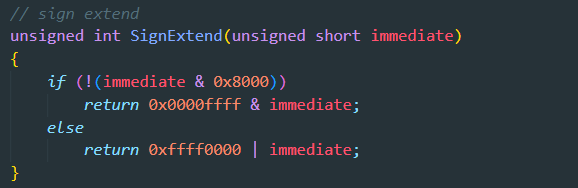 // sign extend
unsigned int SignExtend(unsigned short immediate)
{
    if (!(immediate & 0x8000))
        return 0x0000ffff & immediate;
    else
        return 0xffff0000 | immediate;
}